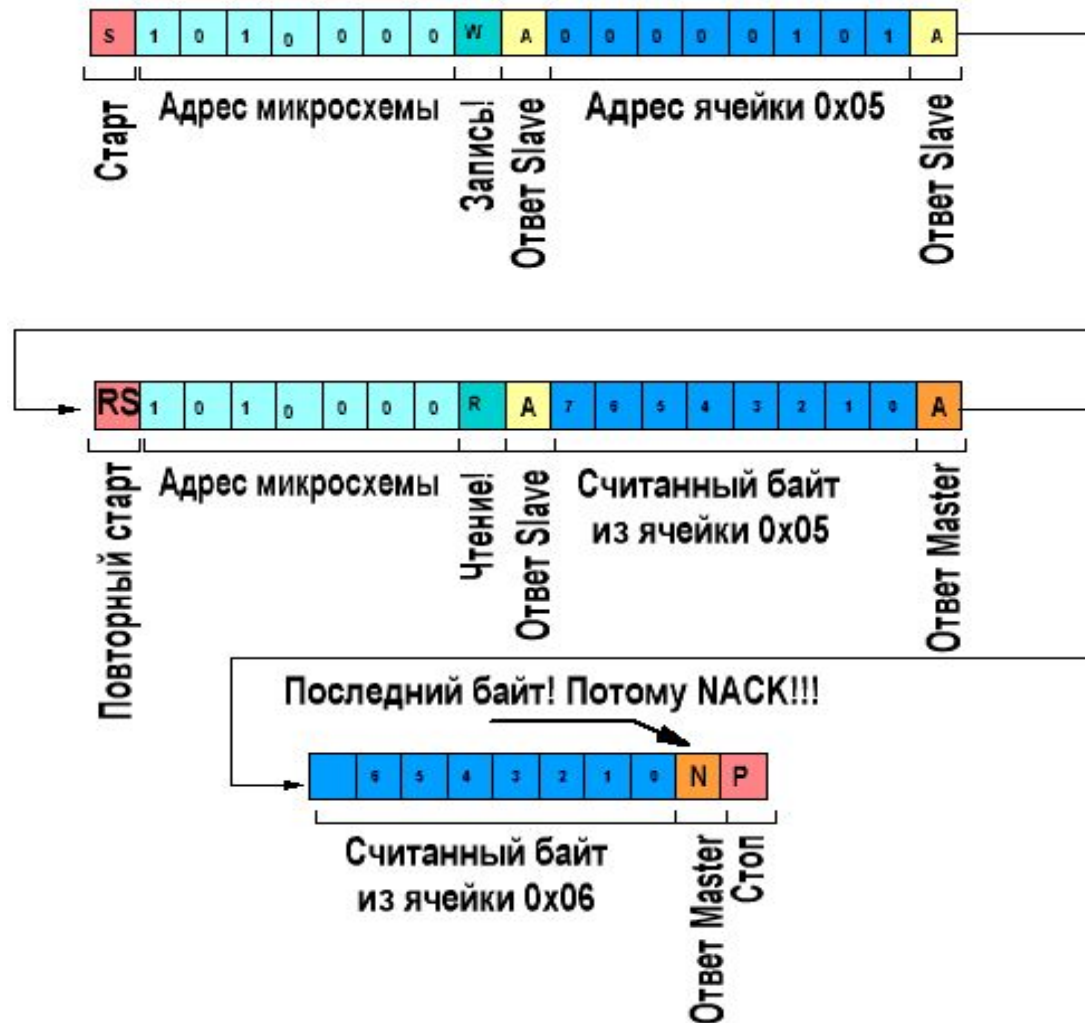 S 1 0 1 0 0 0 0 W A 0 0 0 0 0 1 0 1 A
Старт
Адрес микросхемы
Запись!
Ответ Slave
Адрес ячейки 0x05
Ответ Slave
RS 1 0 1 0 0 0 0 R A 7 6 5 4 3 2 1 0 A
Повторный старт
Адрес микросхемы
Чтение!
Ответ Slave
Считанный байт
из ячейки 0x05
Ответ Master
Последний байт! Потому NACK!!!
6 5 4 3 2 1 0 N P
Считанный байт
из ячейки 0x06
Ответ Master
Стоп